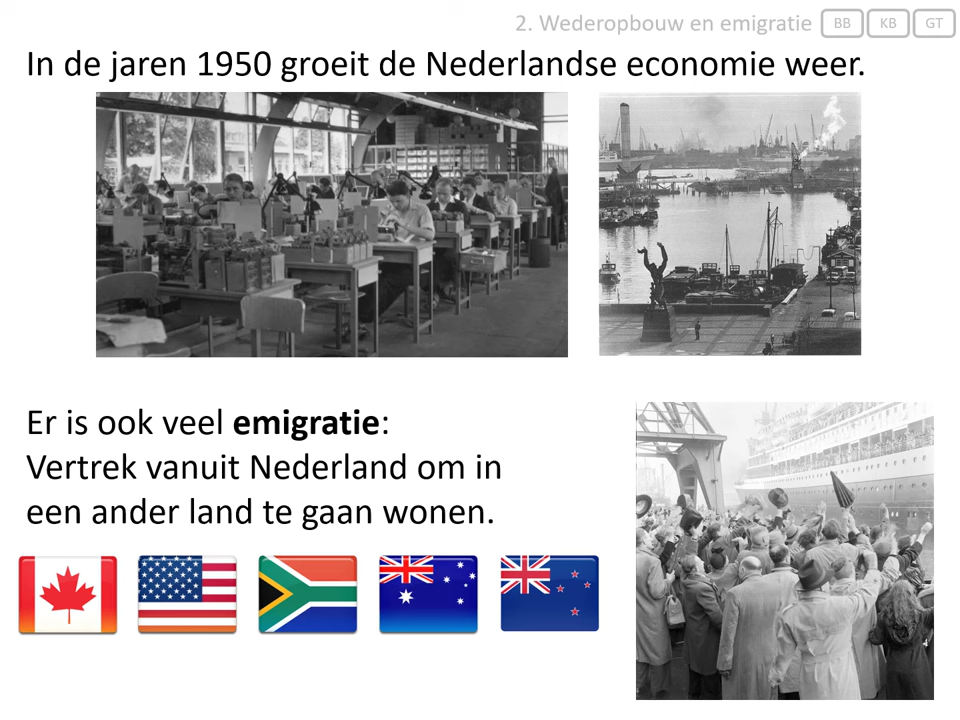 2. Wederopbouw en emigratie BB KB GT
In de jaren 1950 groeit de Nederlandse economie weer.
Er is ook veel emigratie:
Vertrek vanuit Nederland om in
een ander land te gaan wonen.